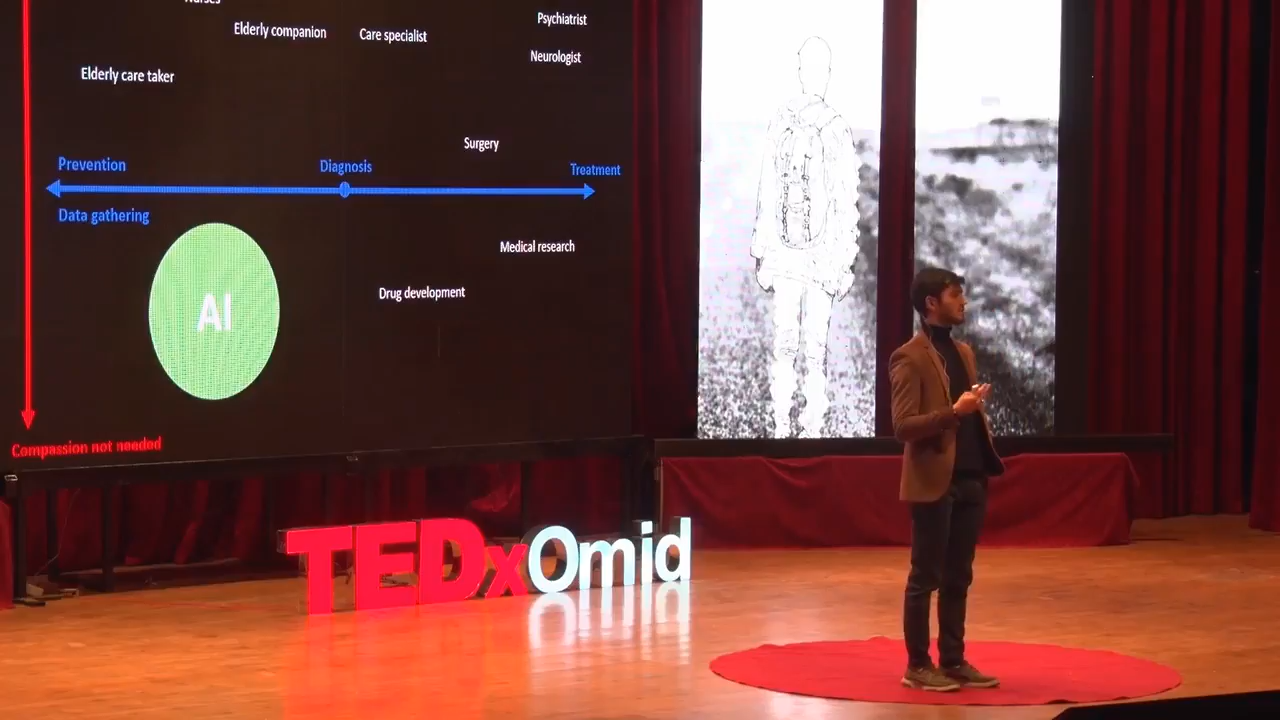 Nurses
Elderly companion
Care specialist
Psychiatrist
Neurologist
Elderly care taker
Surgery
Prevention
Diagnosis
Treatment
Data gathering
Medical research
Drug development
AI
Compassion not needed
TEDxOmid